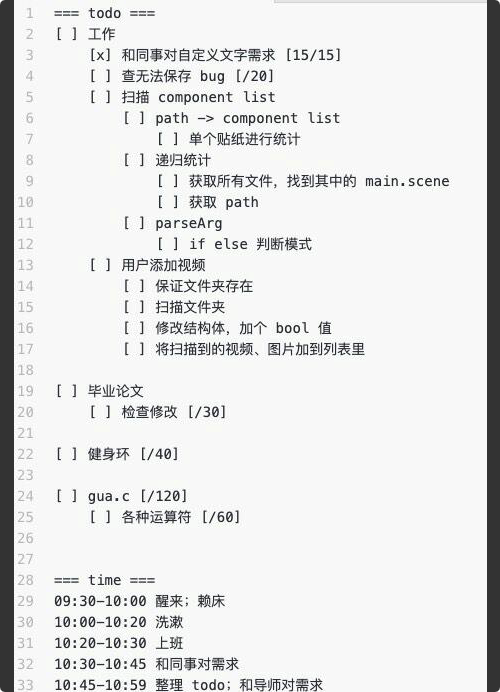 1 === todo ===
2 [ ] 工作
3 [x] 和同事对自定义文字需求 [15/15]
4 [ ] 查无法保存 bug [/20]
5 [ ] 扫描 component list
6 [ ] path -> component list
7 [ ] 单个贴纸进行统计
8 [ ] 递归统计
9 [ ] 获取所有文件，找到其中的 main.scene
10 [ ] 获取 path
11 [ ] parseArg
12 [ ] if else 判断模式
13 [ ] 用户添加视频
14 [ ] 保证文件夹存在
15 [ ] 扫描文件夹
16 [ ] 修改结构体，加个 bool 值
17 [ ] 将扫描到的视频、图片加到列表里
18
19 [ ] 毕业论文
20 [ ] 检查修改 [/30]
21
22 [ ] 健身环 [/40]
23
24 [ ] gua.c [/120]
25 [ ] 各种运算符 [/60]
26
27
28 === time ===
29 09:30-10:00 醒来；赖床
30 10:00-10:20 洗漱
31 10:20-10:30 上班
32 10:30-10:45 和同事对需求
33 10:45-10:59 整理 todo；和导师对需求